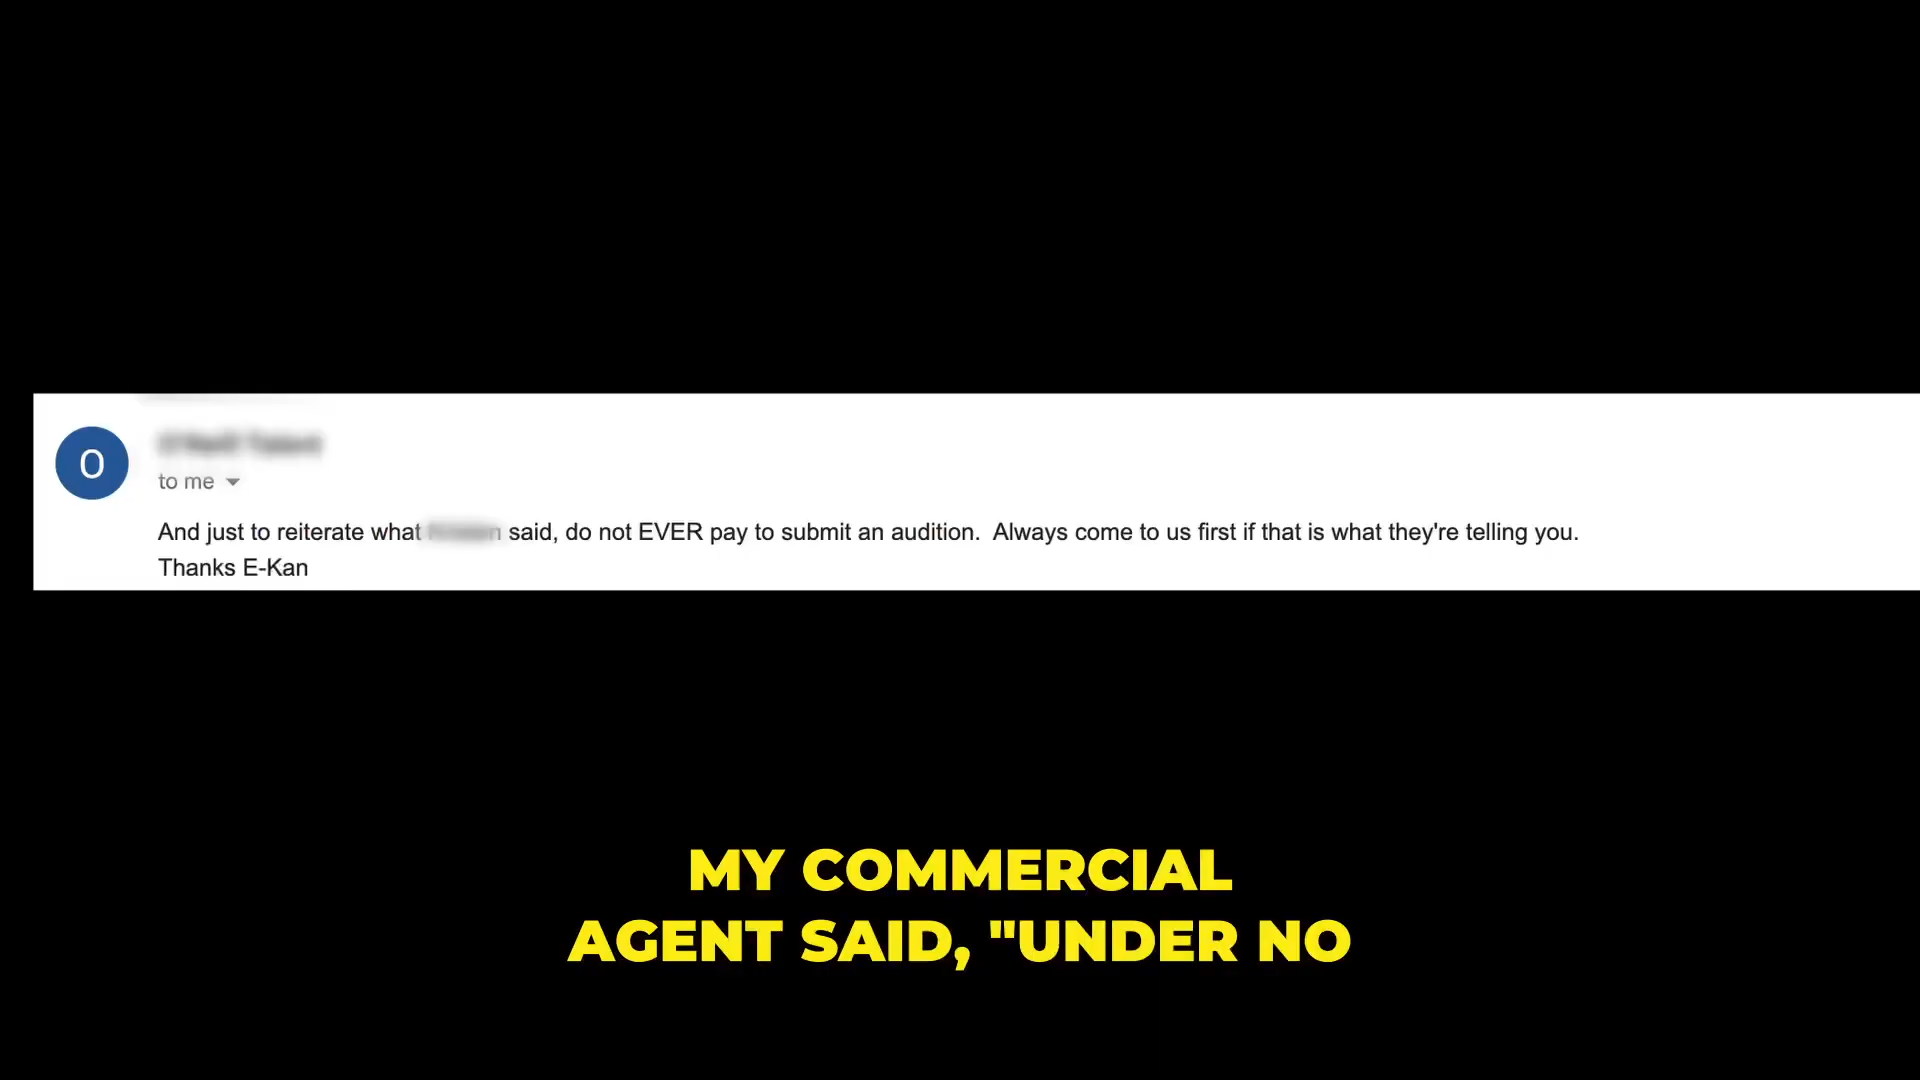 O
to me
And just to reiterate what said, do not EVER pay to submit an audition. Always come to us first if that is what they're telling you.
Thanks E-Kan
MY COMMERCIAL
AGENT SAID, "UNDER NO